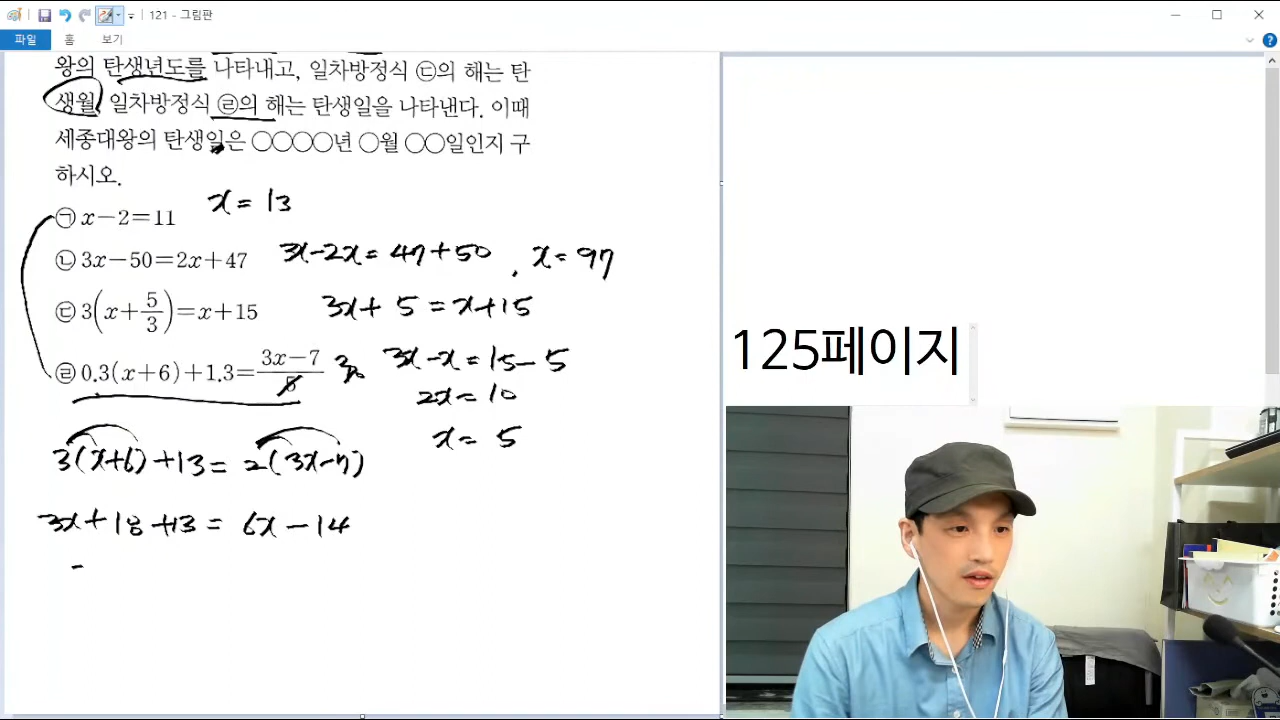 121 - 그림판
파일 홈 보기
왕의 탄생년도를 나타내고, 일차방정식 ㉢의 해는 탄
생월, 일차방정식 ㉣의 해는 탄생일을 나타낸다. 이때
세종대왕의 탄생일은 ○○○○년 ○월 ○○일인지 구
하시오.
㉠ x-2=11 x = 13
㉡ 3x-50=2x+47 3x-2x=47+50, x=97
㉢ 3(x+5/3)=x+15 3x+5=x+15
㉣ 0.3(x+6)+1.3=(3x-7)/5 3x-x=15-5
2x=10
x=5
3(x+6)+13=2(3x-7)
3x+18+13=6x-14
-
125페이지